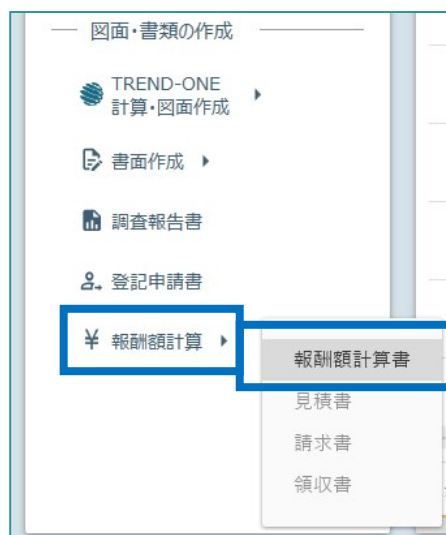 図面・書類の作成
TREND-ONE
計算・図面作成
書面作成
調査報告書
登記申請書
¥ 報酬額計算
報酬額計算書
見積書
請求書
領収書